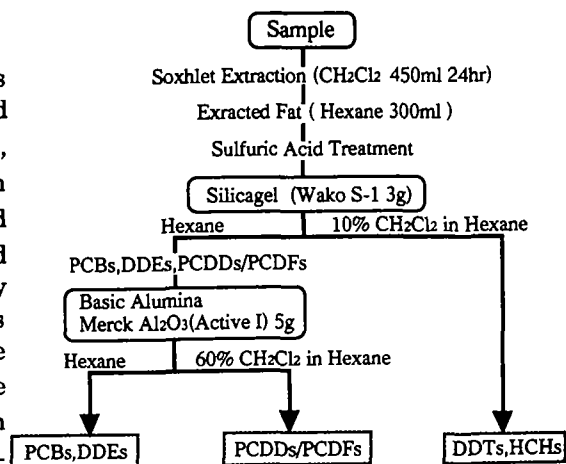 Sample
Soxhlet Extraction (CH2Cl2 450ml 24hr)
Exracted Fat ( Hexane 300ml )
Sulfuric Acid Treatment
Silicagel (Wako S-1 3g)
Hexane 10% CH2Cl2 in Hexane
PCBs,DDEs,PCDDs/PCDFs
Basic Alumina
Merck Al2O3(Active I) 5g
Hexane 60% CH2Cl2 in Hexane
PCBs,DDEs PCDDs/PCDFs DDTs,HCHs